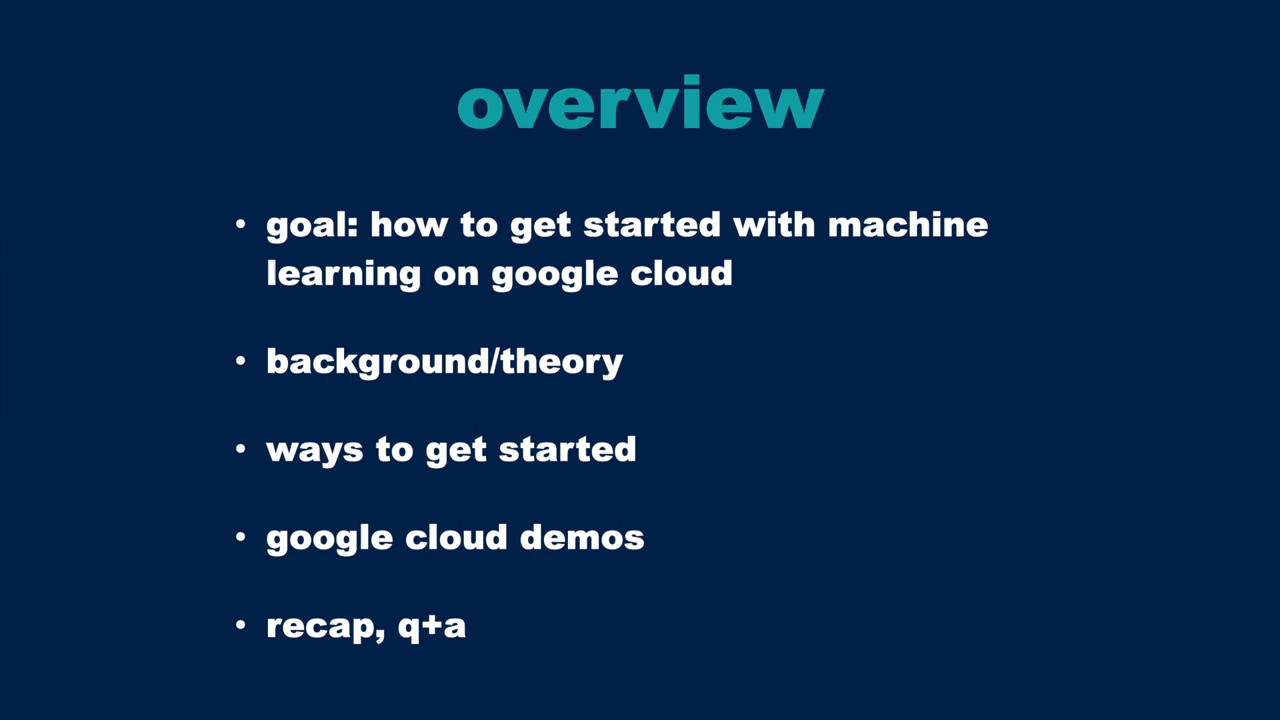 overview
• goal: how to get started with machine
learning on google cloud
• background/theory
• ways to get started
• google cloud demos
• recap, q+a